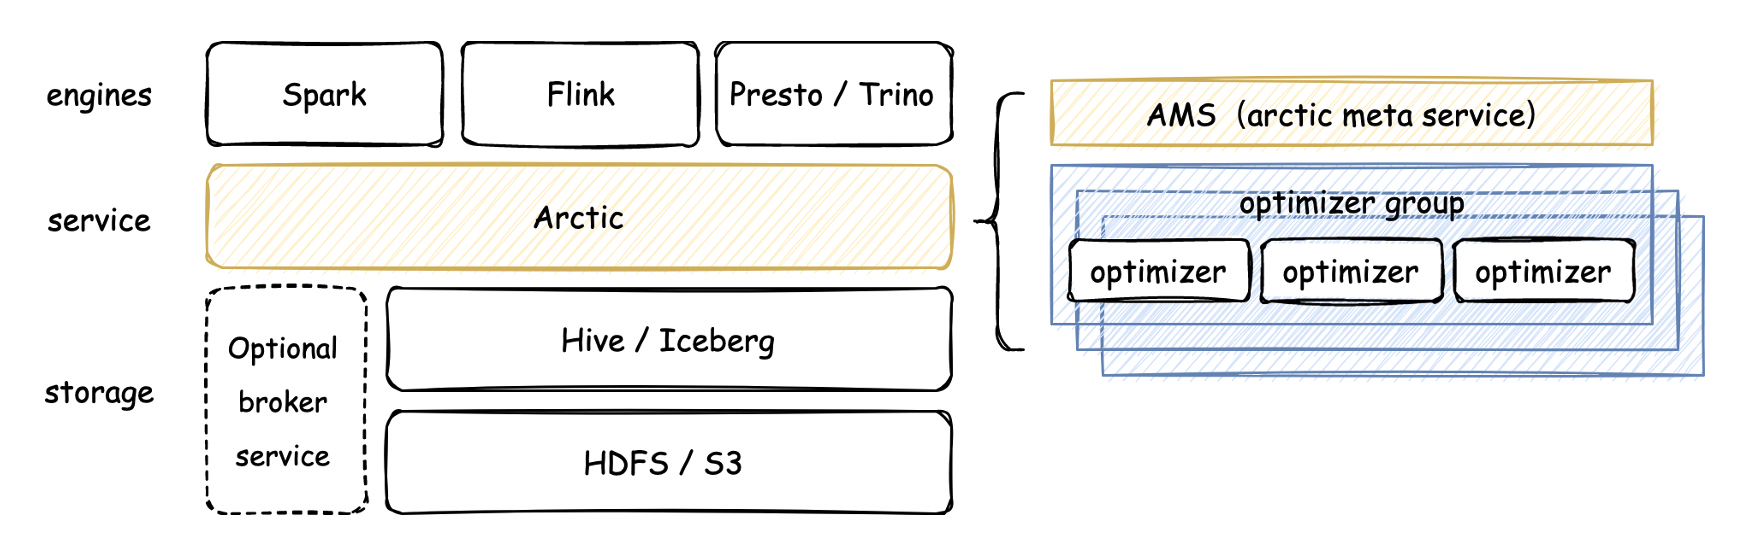 engines
Spark
Flink
Presto / Trino
service
Arctic
storage
Optional
broker
service
Hive / Iceberg
HDFS / S3
AMS（arctic meta service）
optimizer group
optimizer
optimizer
optimizer